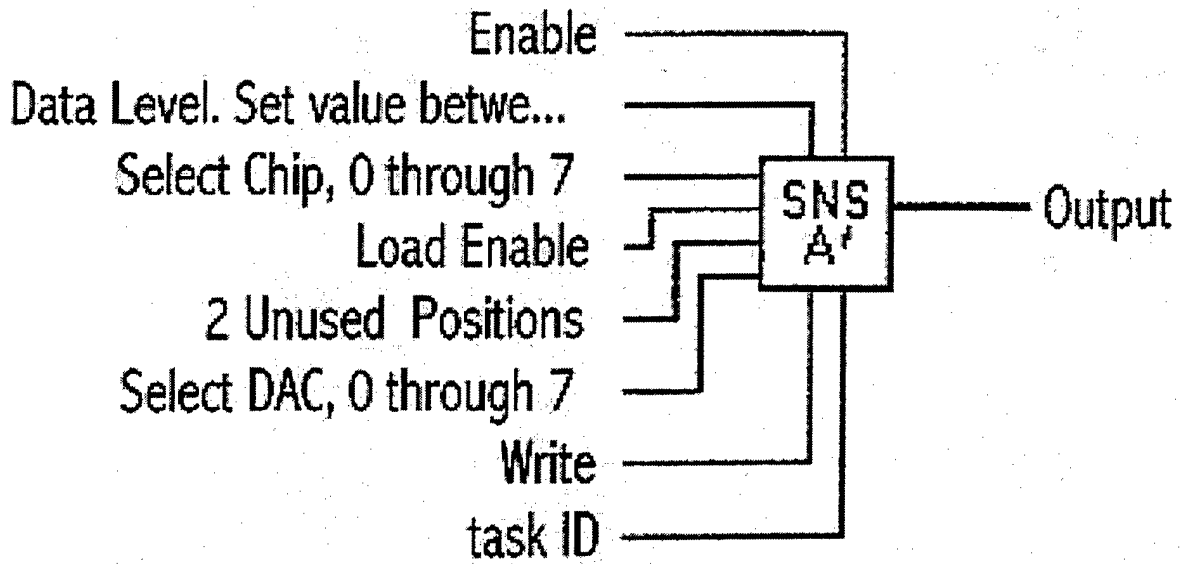 Enable
Data Level. Set value betwe...
Select Chip, 0 through 7
Load Enable
2 Unused Positions
Select DAC, 0 through 7
Write
task ID
SNS
A'
Output